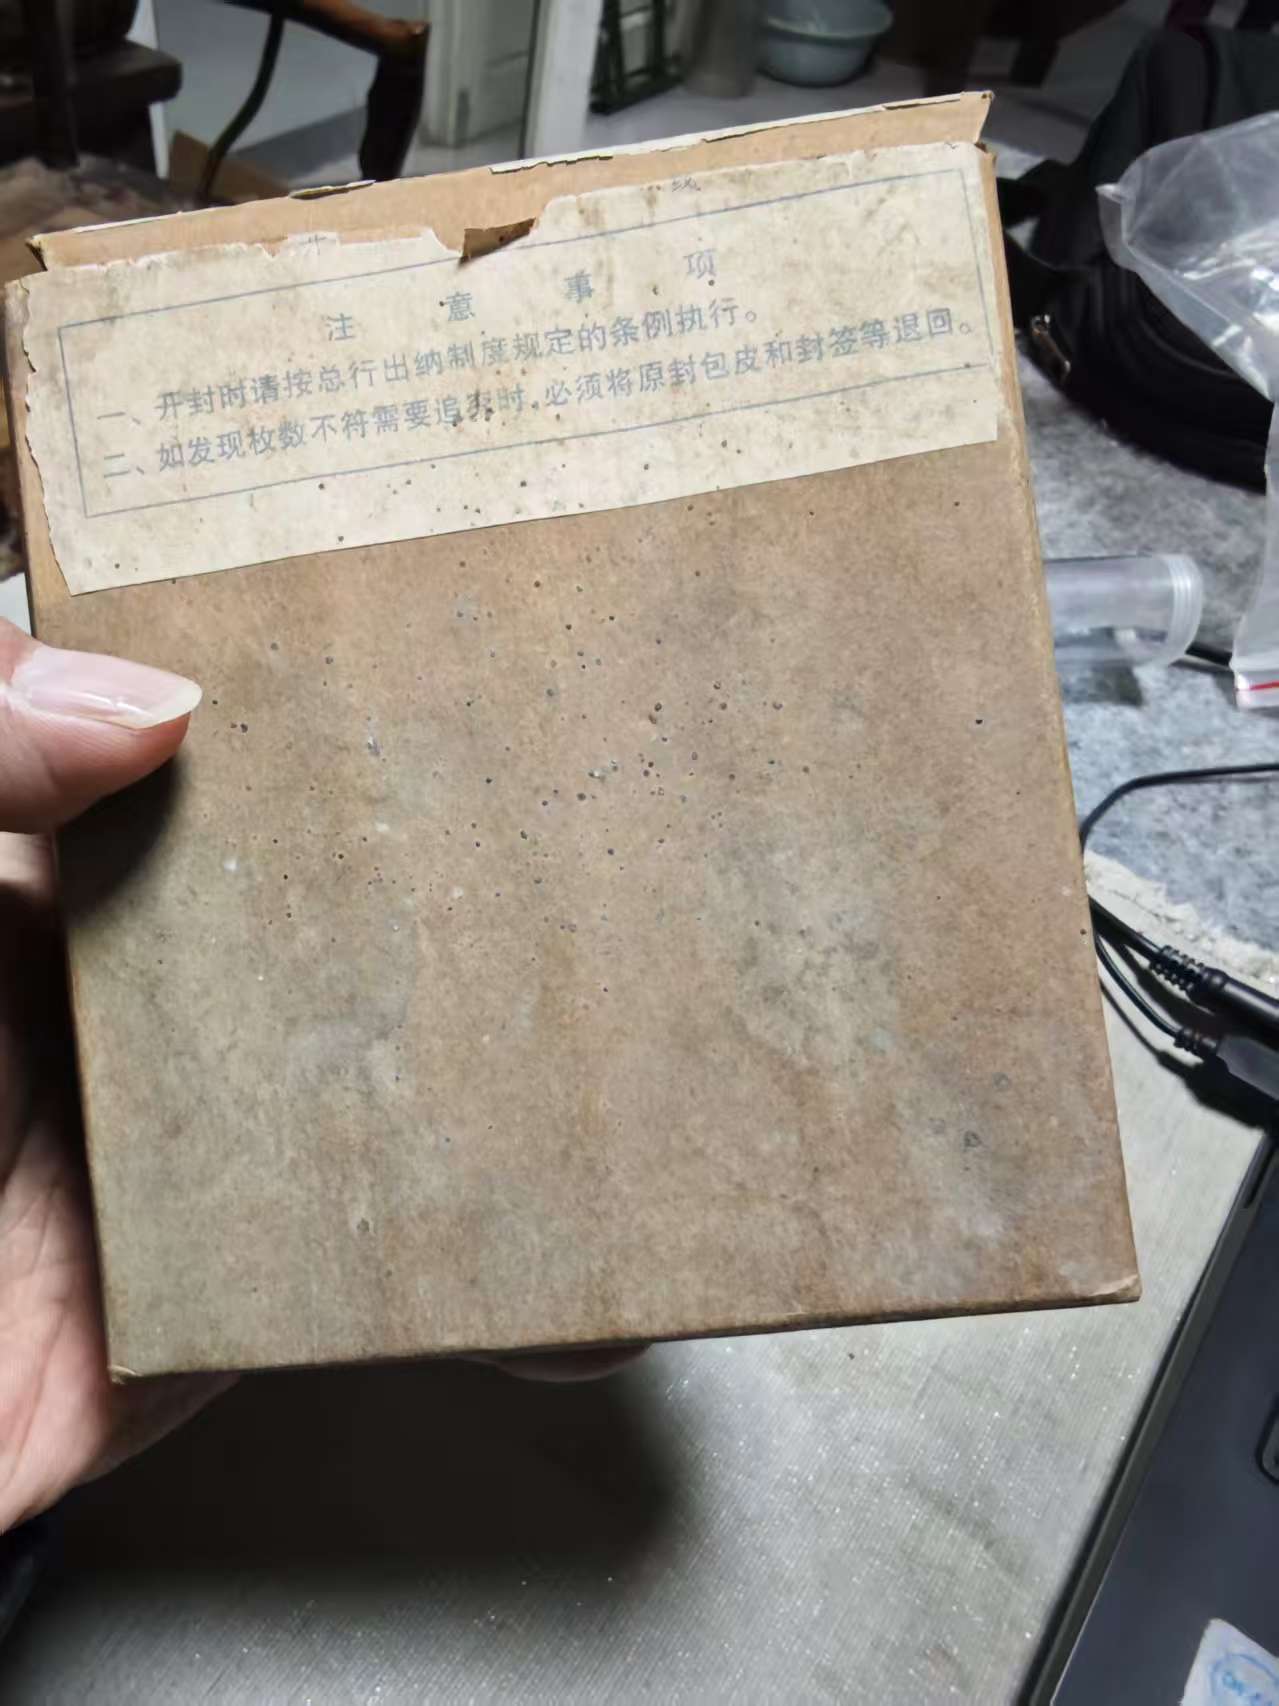 线
注意事项
一、开封时请按总行出纳制度规定的条例执行。
二、如发现枚数不符需要追索时，必须将原封包皮和封签等退回。